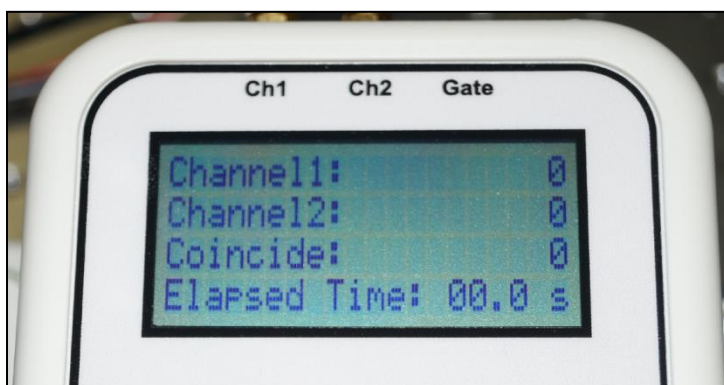 Ch1 Ch2 Gate
Channel1: 0
Channel2: 0
Coincide: 0
Elapsed Time: 00.0 s